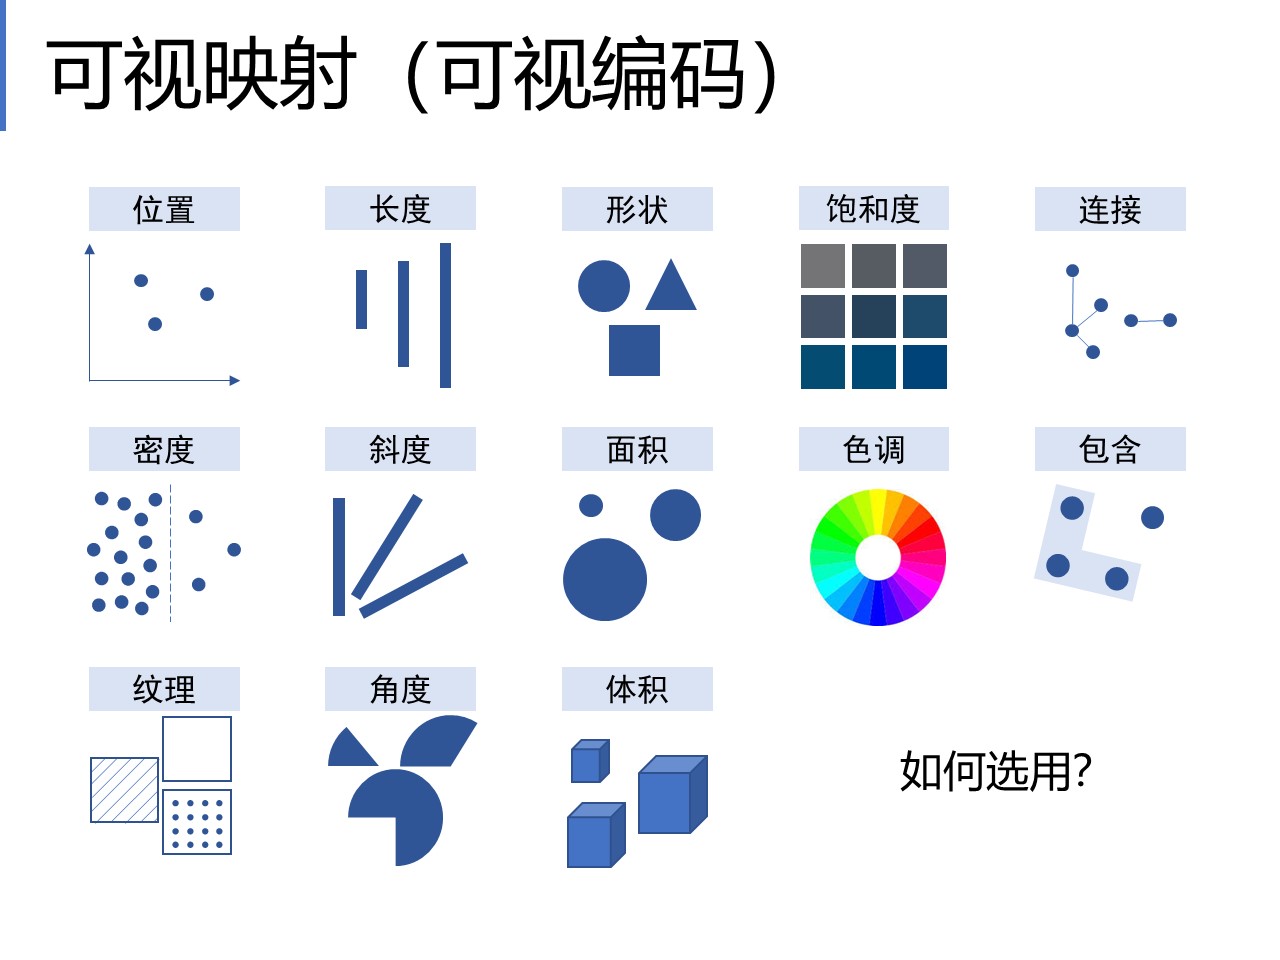 可视映射（可视编码）
位置
长度
形状
饱和度
连接
密度
斜度
面积
色调
包含
纹理
角度
体积
如何选用？